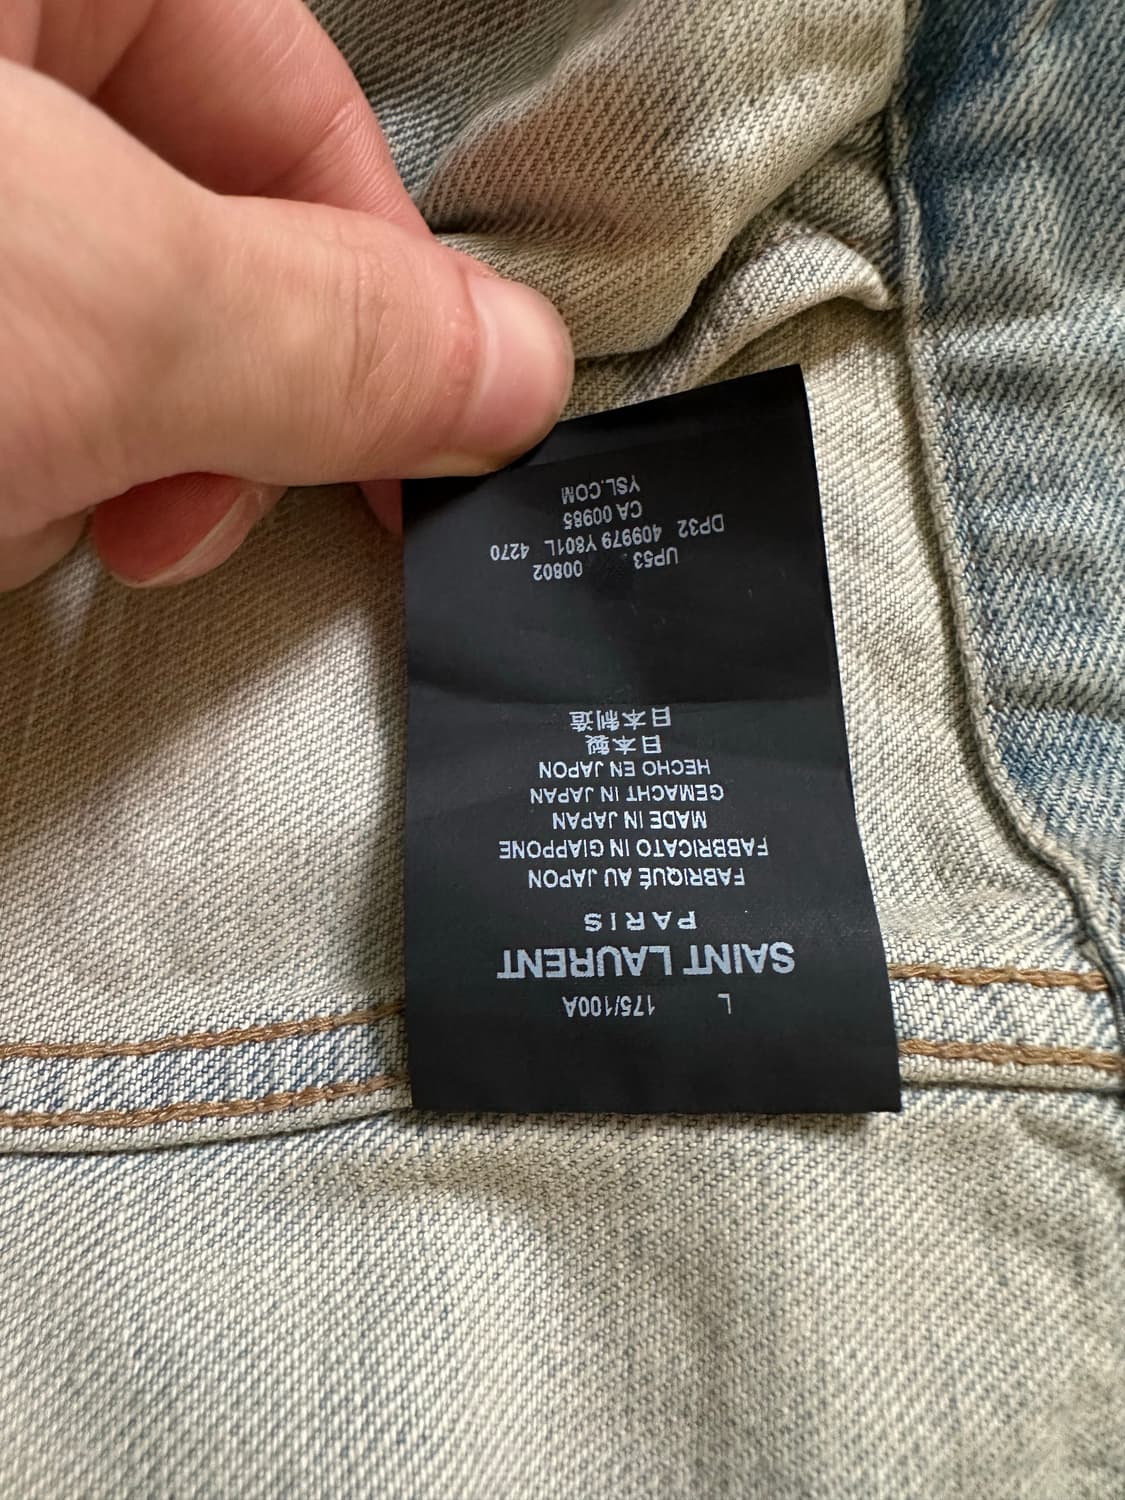 L 175/100A
SAINT LAURENT
PARIS
FABRIQUÉ AU JAPON
FABBRICATO IN GIAPPONE
MADE IN JAPAN
GEMACHT IN JAPAN
HECHO EN JAPON
日本製
日本制造
UP53 00802
DP32 409979 Y801L 4270
CA 00985
YSL.COM